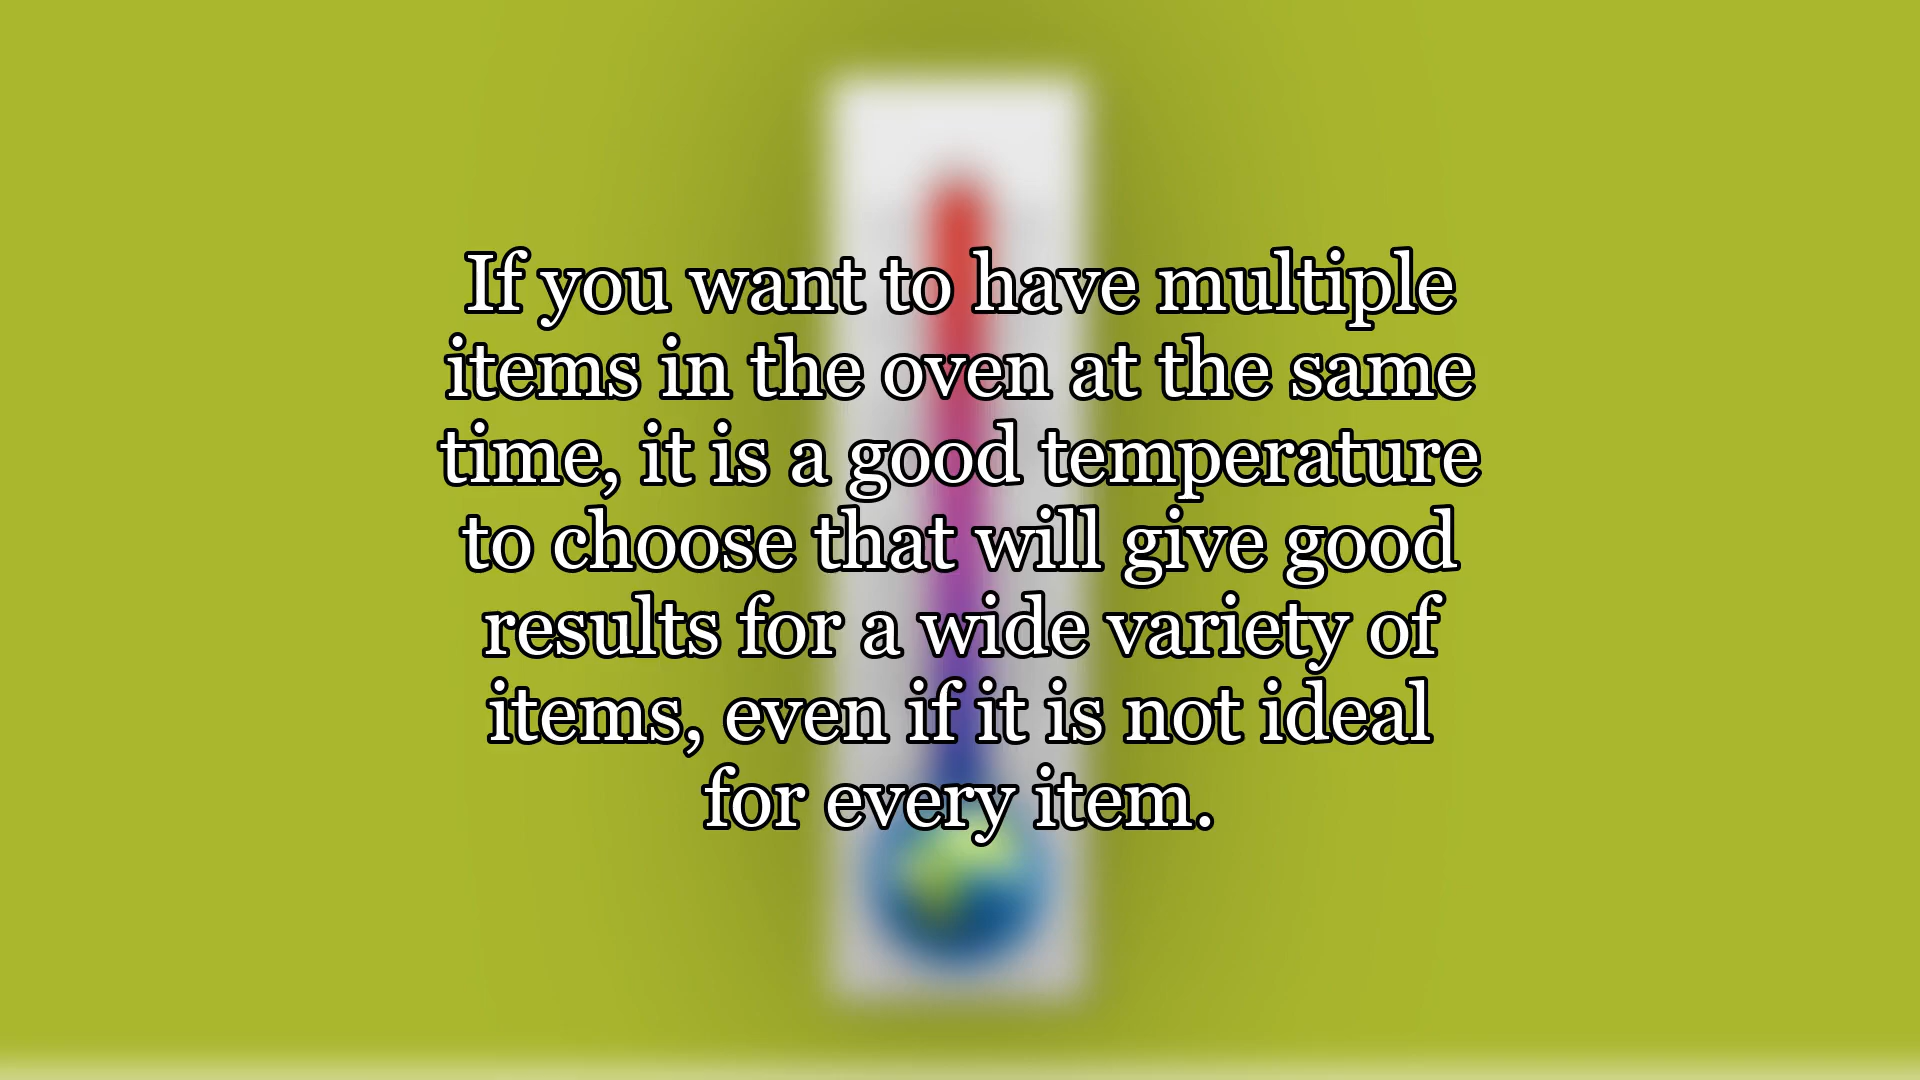 If you want to have multiple
items in the oven at the same
time, it is a good temperature
to choose that will give good
results for a wide variety of
items, even if it is not ideal
for every item.